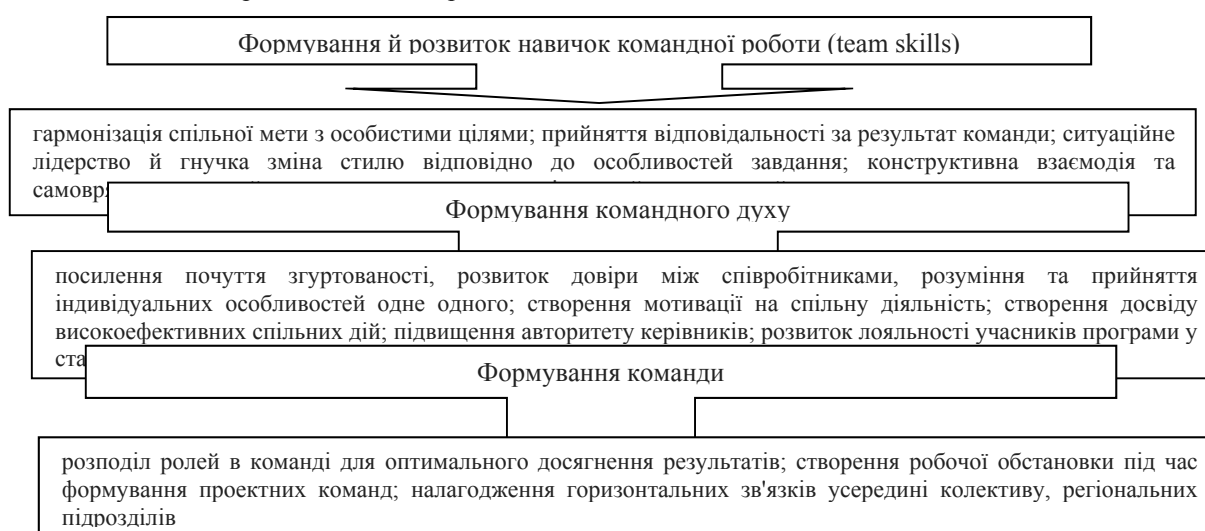 Формування й розвиток навичок командної роботи (team skills)
гармонізація спільної мети з особистими цілями; прийняття відповідальності за результат команди; ситуаційне
лідерство й гнучка зміна стилю відповідно до особливостей завдання; конструктивна взаємодія та
Формування командного духу
посилення почуття згуртованості, розвиток довіри між співробітниками, розуміння та прийняття
індивідуальних особливостей одне одного; створення мотивації на спільну діяльність; створення досвіду
високоефективних спільних дій; підвищення авторитету керівників; розвиток лояльності учасників програми у
Формування команди
розподіл ролей в команді для оптимального досягнення результатів; створення робочої обстановки під час
формування проектних команд; налагодження горизонтальних зв'язків усередині колективу, регіональних
підрозділів